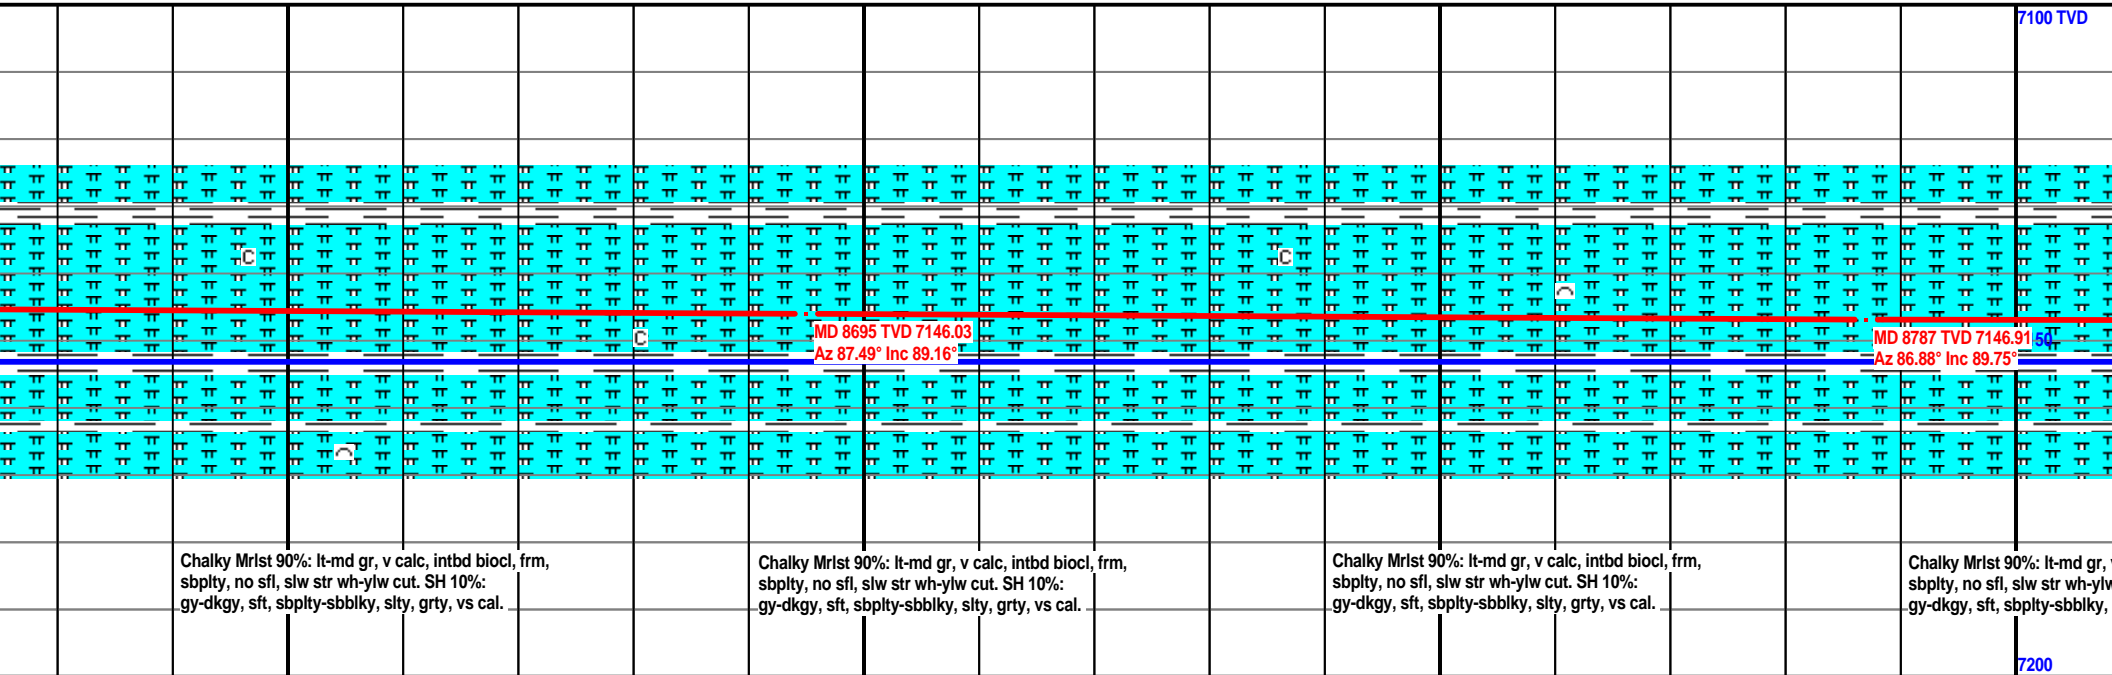 7100 TVD
C
C
C
MD 8695 TVD 7146.03
Az 87.49° Inc 89.16°
MD 8787 TVD 7146.91
Az 86.88° Inc 89.75°
50
Chalky Mrlst 90%: lt-md gr, v calc, intbd biocl, frm,
sbplty, no sfl, slw str wh-ylw cut. SH 10%:
gy-dkgy, sft, sbplty-sbblky, slty, grty, vs cal.
Chalky Mrlst 90%: lt-md gr, v calc, intbd biocl, frm,
sbplty, no sfl, slw str wh-ylw cut. SH 10%:
gy-dkgy, sft, sbplty-sbblky, slty, grty, vs cal.
Chalky Mrlst 90%: lt-md gr, v calc, intbd biocl, frm,
sbplty, no sfl, slw str wh-ylw cut. SH 10%:
gy-dkgy, sft, sbplty-sbblky, slty, grty, vs cal.
Chalky Mrlst 90%: lt-md gr,
sbplty, no sfl, slw str wh-ylw
gy-dkgy, sft, sbplty-sbblky,
7200